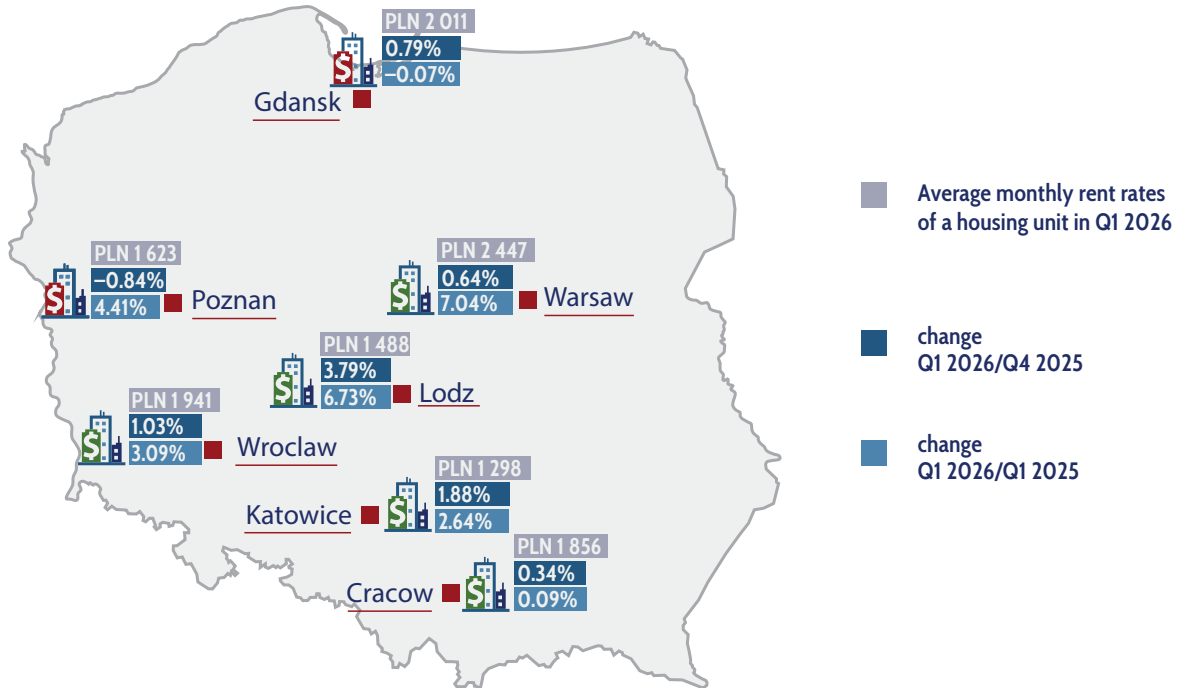 PLN 2 011
0.79%
–0.07%
$
Gdansk
PLN 1 623
–0.84%
4.41%
$
Poznan
PLN 2 447
0.64%
7.04%
$
Warsaw
PLN 1 488
3.79%
6.73%
$
Lodz
PLN 1 941
1.03%
3.09%
$
Wroclaw
PLN 1 298
1.88%
2.64%
$
Katowice
PLN 1 856
0.34%
0.09%
$
Cracow
Average monthly rent rates
of a housing unit in Q1 2026
change
Q1 2026/Q4 2025
change
Q1 2026/Q1 2025